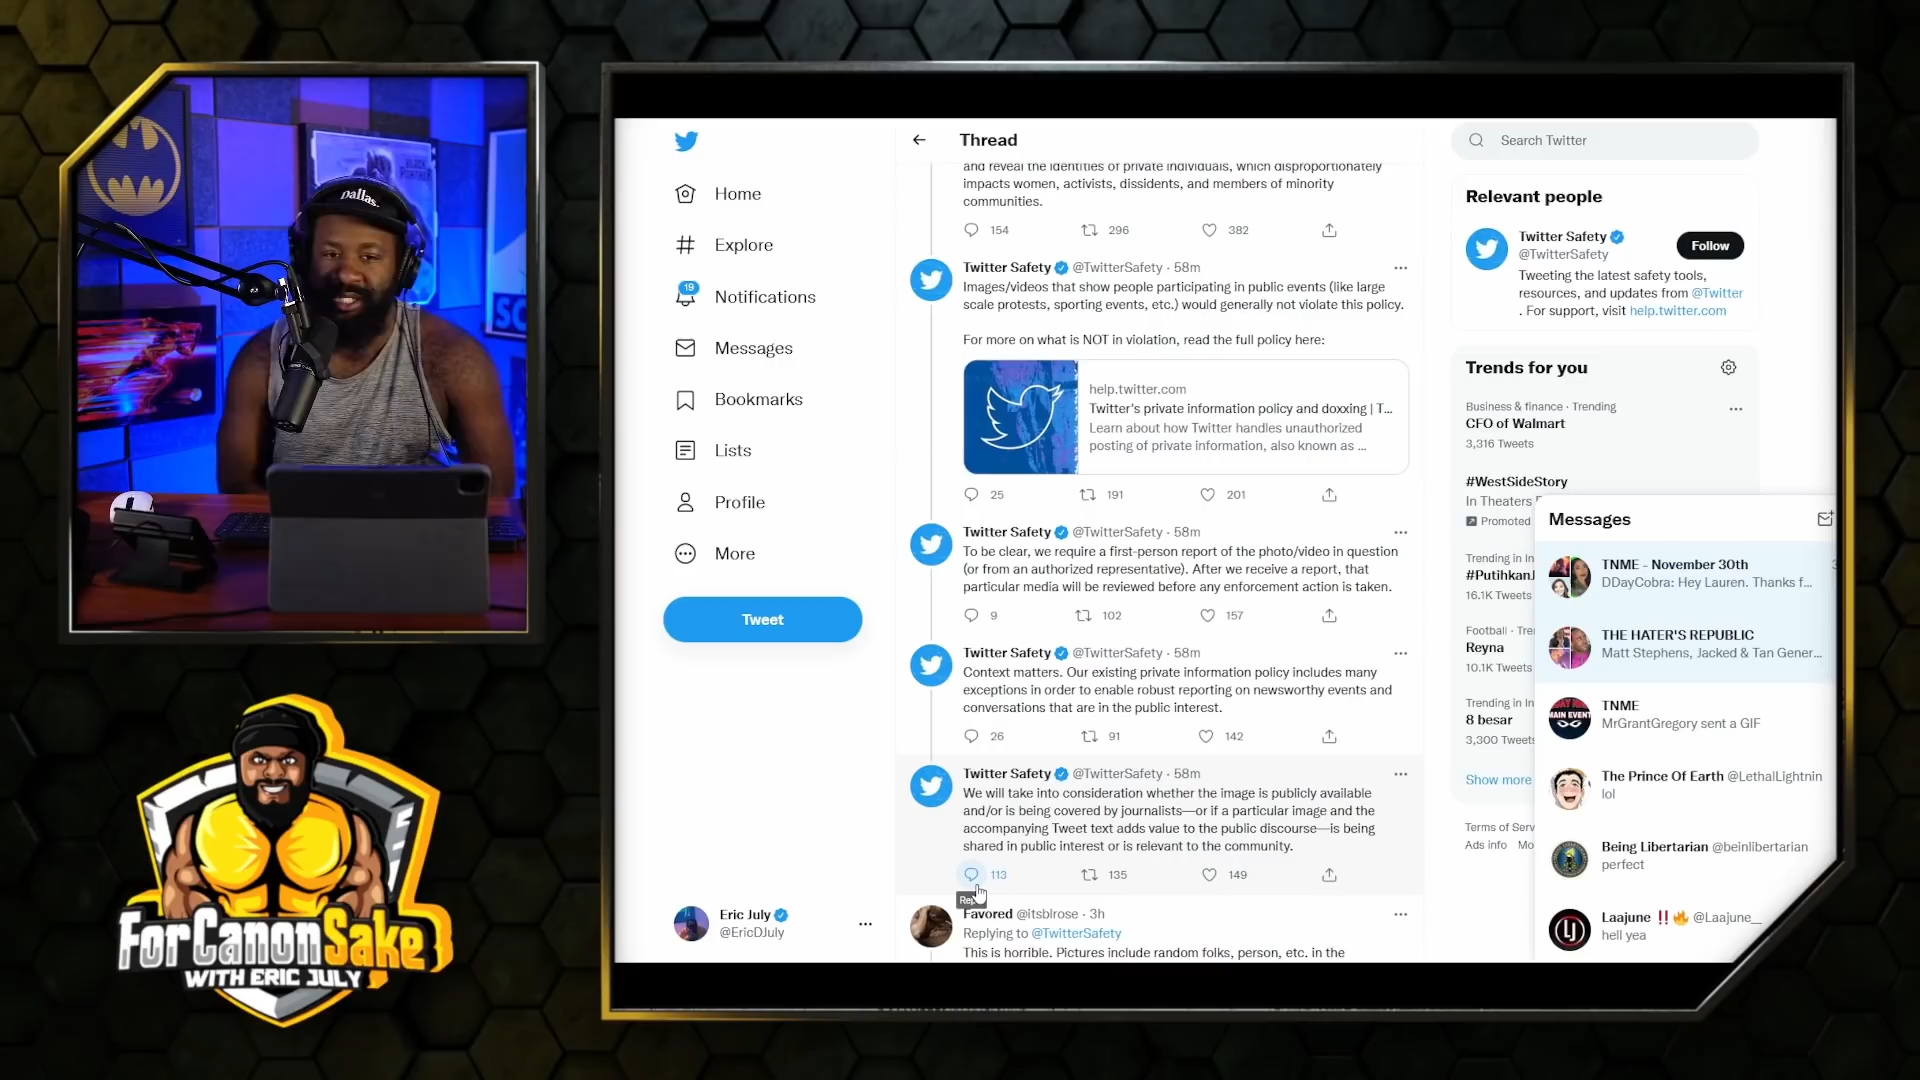 Dallas.
BLACK
PANTHER
SC
ForCanonSake
WITH ERIC JULY
Home
Explore
19
Notifications
Messages
Bookmarks
Lists
Profile
More
Tweet
Eric July
@EricDJuly
Thread
and reveal the identities of private individuals, which disproportionately
impacts women, activists, dissidents, and members of minority
communities.
154 296 382
Twitter Safety @TwitterSafety · 58m
Images/videos that show people participating in public events (like large
scale protests, sporting events, etc.) would generally not violate this policy.
For more on what is NOT in violation, read the full policy here:
help.twitter.com
Twitter's private information policy and doxxing | T...
Learn about how Twitter handles unauthorized
posting of private information, also known as ...
25 191 201
Twitter Safety @TwitterSafety · 58m
To be clear, we require a first-person report of the photo/video in question
(or from an authorized representative). After we receive a report, that
particular media will be reviewed before any enforcement action is taken.
9 102 157
Twitter Safety @TwitterSafety · 58m
Context matters. Our existing private information policy includes many
exceptions in order to enable robust reporting on newsworthy events and
conversations that are in the public interest.
26 91 142
Twitter Safety @TwitterSafety · 58m
We will take into consideration whether the image is publicly available
and/or is being covered by journalists—or if a particular image and the
accompanying Tweet text adds value to the public discourse—is being
shared in public interest or is relevant to the community.
113 135 149
Favored @itsblrose · 3h
Replying to @TwitterSafety
This is horrible. Pictures include random folks, person, etc. in the
Search Twitter
Relevant people
Twitter Safety
@TwitterSafety
Follow
Tweeting the latest safety tools,
resources, and updates from @Twitter
. For support, visit help.twitter.com
Trends for you
Business & finance · Trending
CFO of Walmart
3,316 Tweets
#WestSideStory
In Theaters
Promoted
Trending in In
#PutihkanJ
16.1K Tweets
Football · Tre
Reyna
10.1K Tweets
Trending in In
8 besar
3,300 Tweets
Show more
Terms of Serv
Ads info Mo
Messages
TNME - November 30th
DDayCobra: Hey Lauren. Thanks f...
THE HATER'S REPUBLIC
Matt Stephens, Jacked & Tan Gener...
MAIN EVENT
TNME
MrGrantGregory sent a GIF
The Prince Of Earth @LethalLightnin
lol
Being Libertarian @beinlibertarian
perfect
LJ
Laajune ‼️🔥 @Laajune__
hell yea